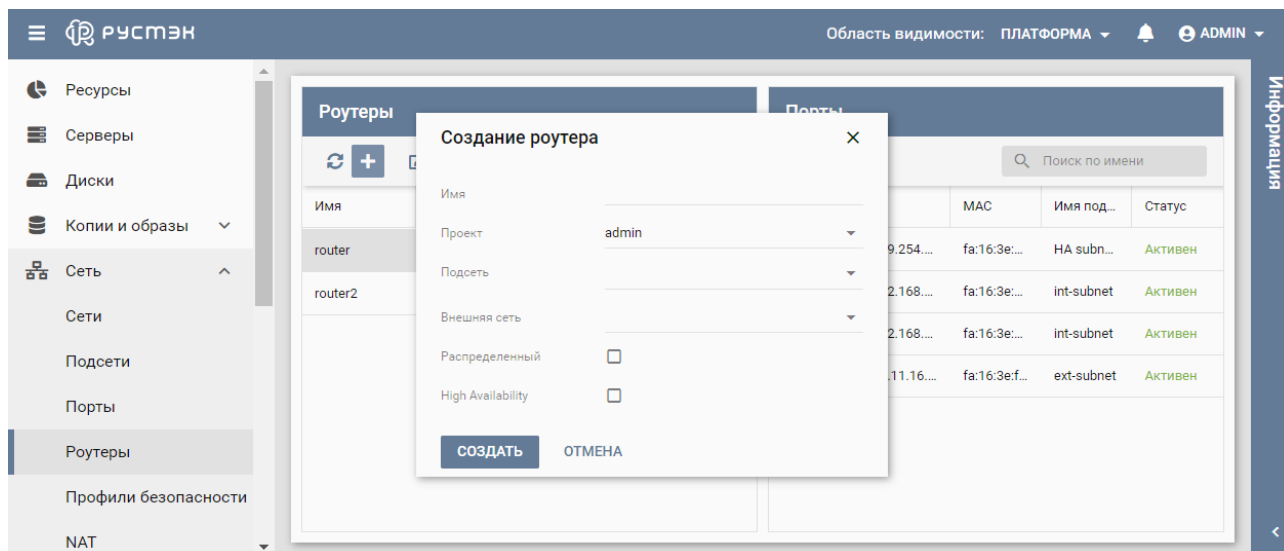 РУСТЭК
Область видимости: ПЛАТФОРМА
ADMIN
Ресурсы
Серверы
Диски
Копии и образы
Сеть
Сети
Подсети
Порты
Роутеры
Профили безопасности
NAT
Роутеры
Имя
router
router2
Создание роутера
Имя
Проект admin
Подсеть
Внешняя сеть
Распределенный
High Availability
СОЗДАТЬ ОТМЕНА
Порты
Поиск по имени
MAC Имя под... Статус
9.254.... fa:16:3e:... HA subn... Активен
2.168.... fa:16:3e:... int-subnet Активен
2.168.... fa:16:3e:... int-subnet Активен
.11.16.... fa:16:3e:f... ext-subnet Активен
Информация